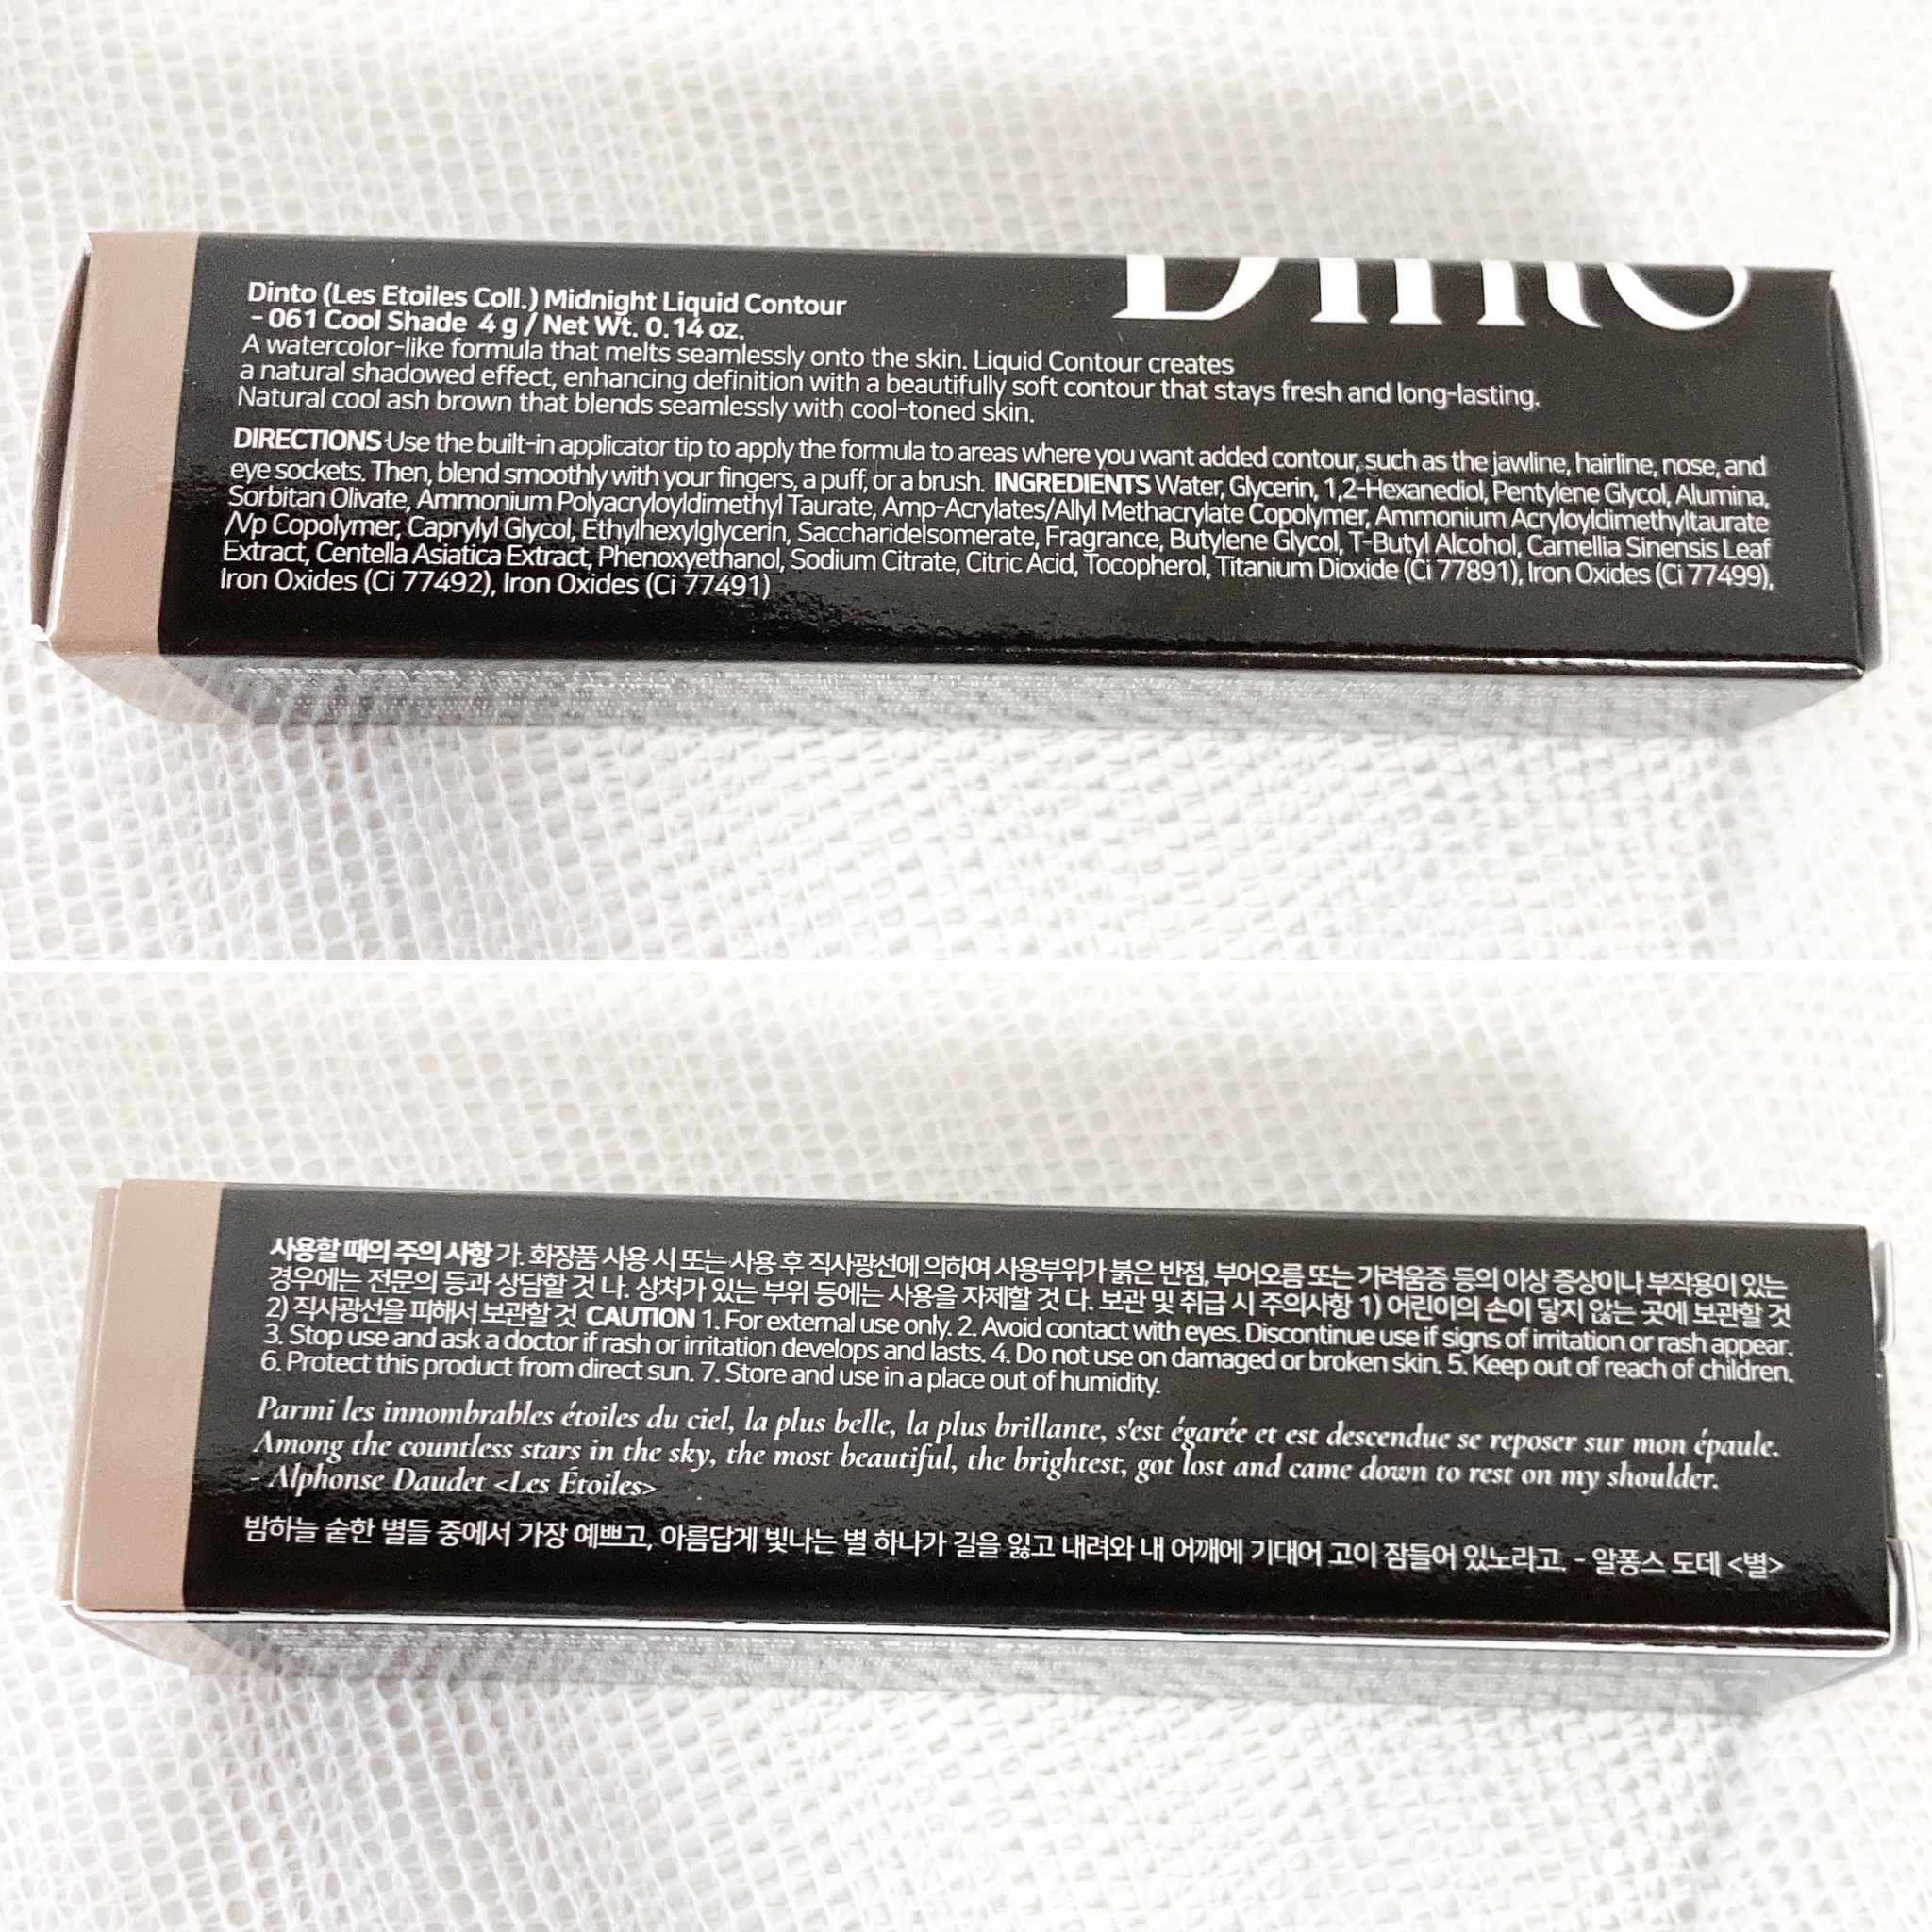 Dinto
Dinto (Les Etoiles Coll.) Midnight Liquid Contour
- 061 Cool Shade 4 g / Net Wt. 0.14 oz.
A watercolor-like formula that melts seamlessly onto the skin. Liquid Contour creates
a natural shadowed effect, enhancing definition with a beautifully soft contour that stays fresh and long-lasting.
Natural cool ash brown that blends seamlessly with cool-toned skin.
DIRECTIONS Use the built-in applicator tip to apply the formula to areas where you want added contour, such as the jawline, hairline, nose, and
eye sockets. Then, blend smoothly with your fingers, a puff, or a brush. INGREDIENTS Water, Glycerin, 1,2-Hexanediol, Pentylene Glycol, Alumina,
Sorbitan Olivate, Ammonium Polyacryloyldimethyl Taurate, Amp-Acrylates/Allyl Methacrylate Copolymer, Ammonium Acryloyldimethyltaurate
/Vp Copolymer, Caprylyl Glycol, Ethylhexylglycerin, SaccharideIsomerate, Fragrance, Butylene Glycol, T-Butyl Alcohol, Camellia Sinensis Leaf
Extract, Centella Asiatica Extract, Phenoxyethanol, Sodium Citrate, Citric Acid, Tocopherol, Titanium Dioxide (Ci 77891), Iron Oxides (Ci 77499),
Iron Oxides (Ci 77492), Iron Oxides (Ci 77491)
사용할 때의 주의 사항 가. 화장품 사용 시 또는 사용 후 직사광선에 의하여 사용부위가 붉은 반점, 부어오름 또는 가려움증 등의 이상 증상이나 부작용이 있는
경우에는 전문의 등과 상담할 것 나. 상처가 있는 부위 등에는 사용을 자제할 것 다. 보관 및 취급 시 주의사항 1) 어린이의 손이 닿지 않는 곳에 보관할 것
2) 직사광선을 피해서 보관할 것 CAUTION 1. For external use only. 2. Avoid contact with eyes. Discontinue use if signs of irritation or rash appear.
3. Stop use and ask a doctor if rash or irritation develops and lasts. 4. Do not use on damaged or broken skin. 5. Keep out of reach of children.
6. Protect this product from direct sun. 7. Store and use in a place out of humidity.
Parmi les innombrables étoiles du ciel, la plus belle, la plus brillante, s'est égarée et est descendue se reposer sur mon épaule.
Among the countless stars in the sky, the most beautiful, the brightest, got lost and came down to rest on my shoulder.
- Alphonse Daudet <Les Étoiles>
밤하늘 숱한 별들 중에서 가장 예쁘고, 아름답게 빛나는 별 하나가 길을 잃고 내려와 내 어깨에 기대어 고이 잠들어 있노라고. - 알퐁스 도데 <별>